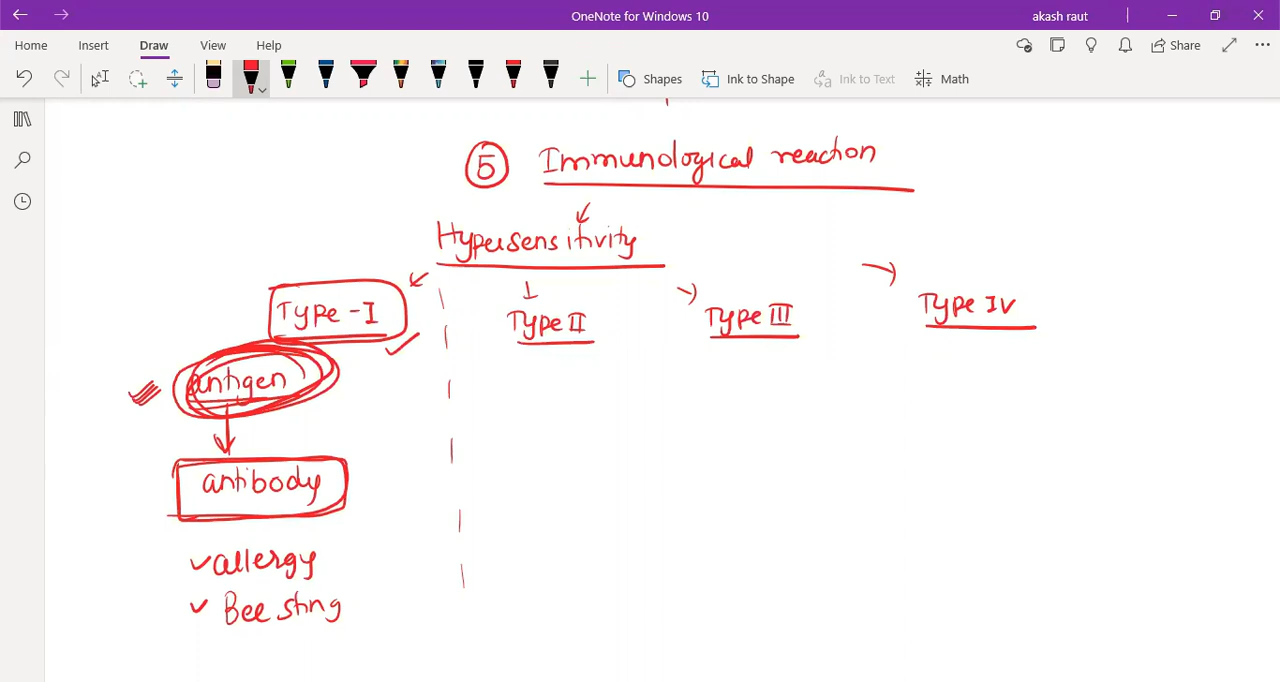 OneNote for Windows 10
akash raut
Home Insert Draw View Help
Share
Shapes Ink to Shape Ink to Text Math
5 Immunological reaction
Hypersensitivity
Type -I Type II Type III Type IV
antigen
antibody
allergy
Bee sting